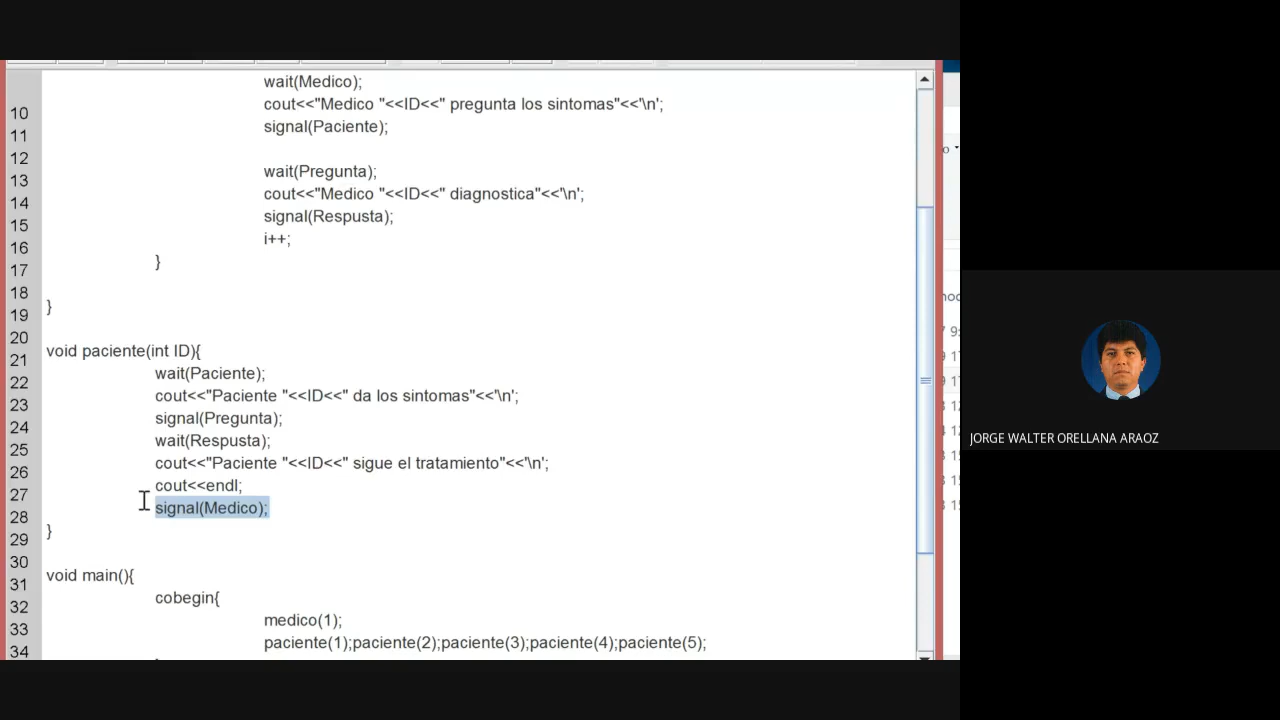 wait(Medico);
10 cout<<"Medico "<<ID<<" pregunta los sintomas"<<'\n';
11 signal(Paciente);
12
13 wait(Pregunta);
14 cout<<"Medico "<<ID<<" diagnostica"<<'\n';
15 signal(Respusta);
16 i++;
17 }
18
19 }
20
21 void paciente(int ID){
22 wait(Paciente);
23 cout<<"Paciente "<<ID<<" da los sintomas"<<'\n';
24 signal(Pregunta);
25 wait(Respusta);
26 cout<<"Paciente "<<ID<<" sigue el tratamiento"<<'\n';
27 cout<<endl;
28 signal(Medico);
29 }
30
31 void main(){
32 cobegin{
33 medico(1);
34 paciente(1);paciente(2);paciente(3);paciente(4);paciente(5);
JORGE WALTER ORELLANA ARAOZ